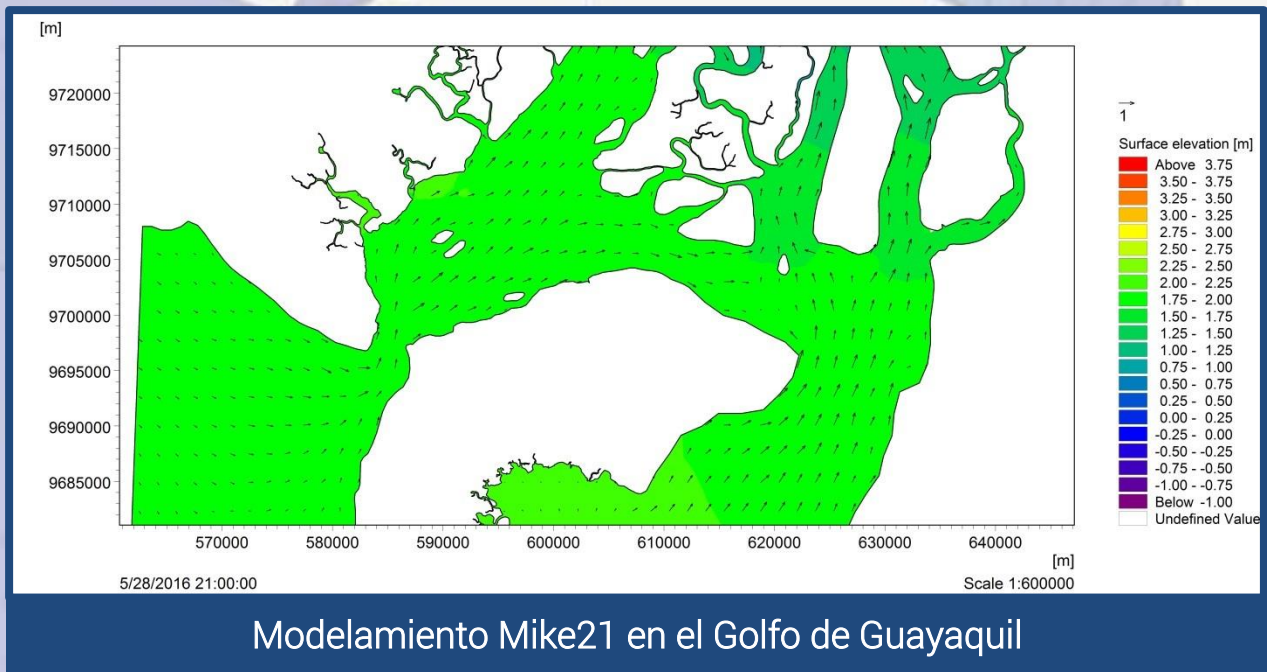 [m]
9720000
9715000
9710000
9705000
9700000
9695000
9690000
9685000
570000 580000 590000 600000 610000 620000 630000 640000
[m]
5/28/2016 21:00:00
Scale 1:600000
1
Surface elevation [m]
Above 3.75
3.50 - 3.75
3.25 - 3.50
3.00 - 3.25
2.75 - 3.00
2.50 - 2.75
2.25 - 2.50
2.00 - 2.25
1.75 - 2.00
1.50 - 1.75
1.25 - 1.50
1.00 - 1.25
0.75 - 1.00
0.50 - 0.75
0.25 - 0.50
0.00 - 0.25
-0.25 - 0.00
-0.50 - -0.25
-0.75 - -0.50
-1.00 - -0.75
Below -1.00
Undefined Value
Modelamiento Mike21 en el Golfo de Guayaquil